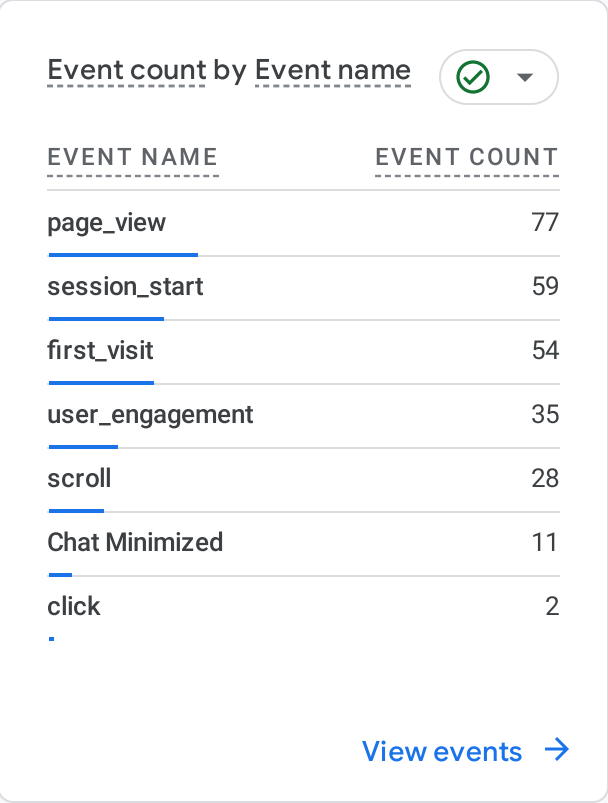 Event count by Event name
EVENT NAME EVENT COUNT
page_view 77
session_start 59
first_visit 54
user_engagement 35
scroll 28
Chat Minimized 11
click 2
View events